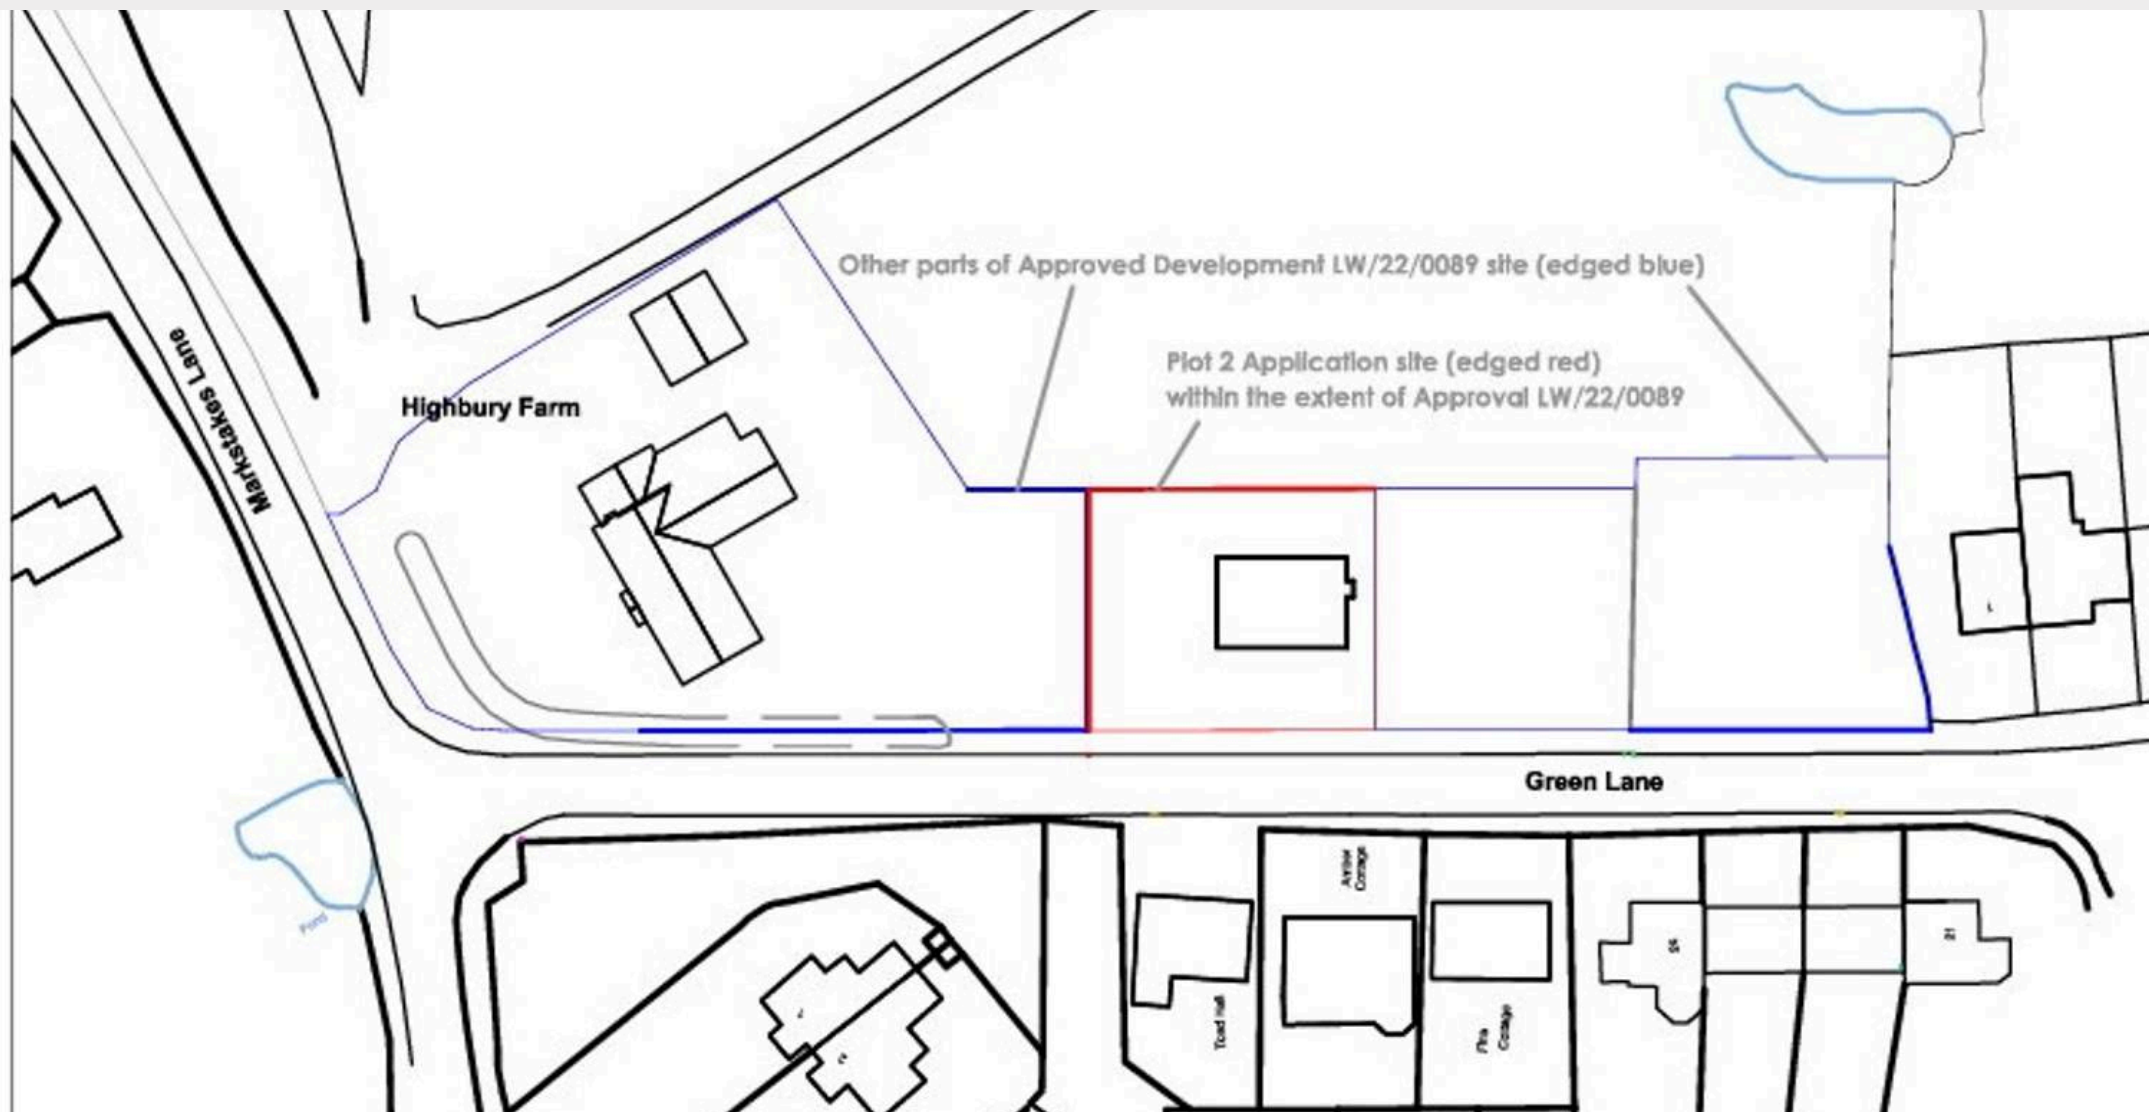 Other parts of Approved Development LW/22/0089 site (edged blue)
Plot 2 Application site (edged red)
within the extent of Approval LW/22/0089
Highbury Farm
Markstakes Lane
Green Lane
Pond
Toad Hall
Cottage
Cottage